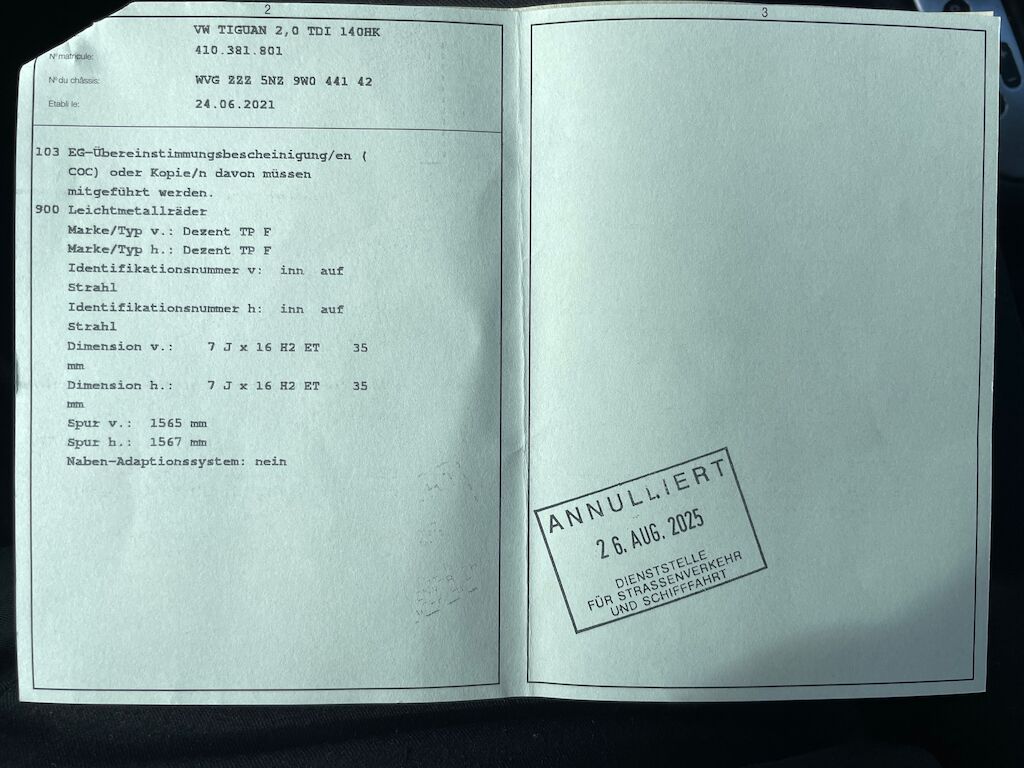 2
VW TIGUAN 2,0 TDI 140HK
Nº matricule:
410.381.801
Nº du châssis: WVG ZZZ 5NZ 9W0 441 42
Etabli le: 24.06.2021
103 EG-Übereinstimmungsbescheinigung/en (
COC) oder Kopie/n davon müssen
mitgeführt werden.
900 Leichtmetallräder
Marke/Typ v.: Dezent TP F
Marke/Typ h.: Dezent TP F
Identifikationsnummer v: inn auf
Strahl
Identifikationsnummer h: inn auf
Strahl
Dimension v.: 7 J x 16 H2 ET 35
mm
Dimension h.: 7 J x 16 H2 ET 35
mm
Spur v.: 1565 mm
Spur h.: 1567 mm
Naben-Adaptionssystem: nein
3
ANNULLIERT
26. AUG. 2025
DIENSTSTELLE
FÜR STRASSENVERKEHR
UND SCHIFFFAHRT